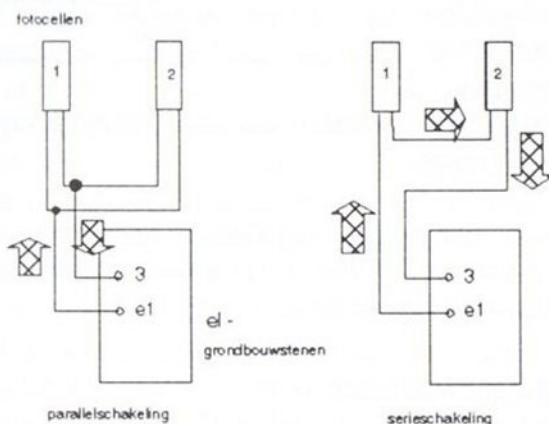 fotocellen
1
2
1
2
3
e1
el -
grondbouwstenen
3
e1
parallelschakeling
serieschakeling